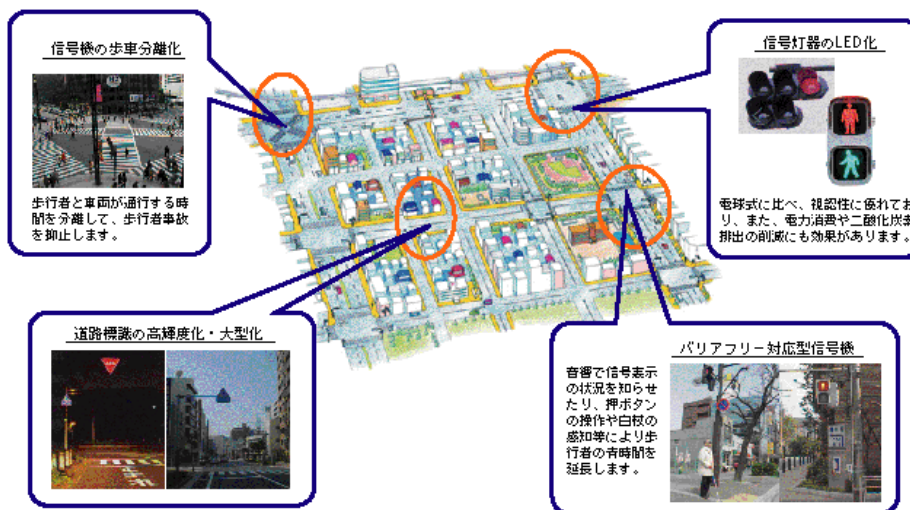 信号機の歩車分離化
歩行者と車両が通行する時
間を分離して、歩行者事故
を抑止します。
信号灯器のLED化
電球式に比べ、視認性に優れてお
り、また、電力消費や二酸化炭素
排出の削減にも効果があります。
道路標識の高輝度化・大型化
バリアフリー対応型信号機
音響で信号表示
の状況を知らせ
たり、押ボタン
の操作や白杖の
感知等により歩
行者の青時間を
延長します。